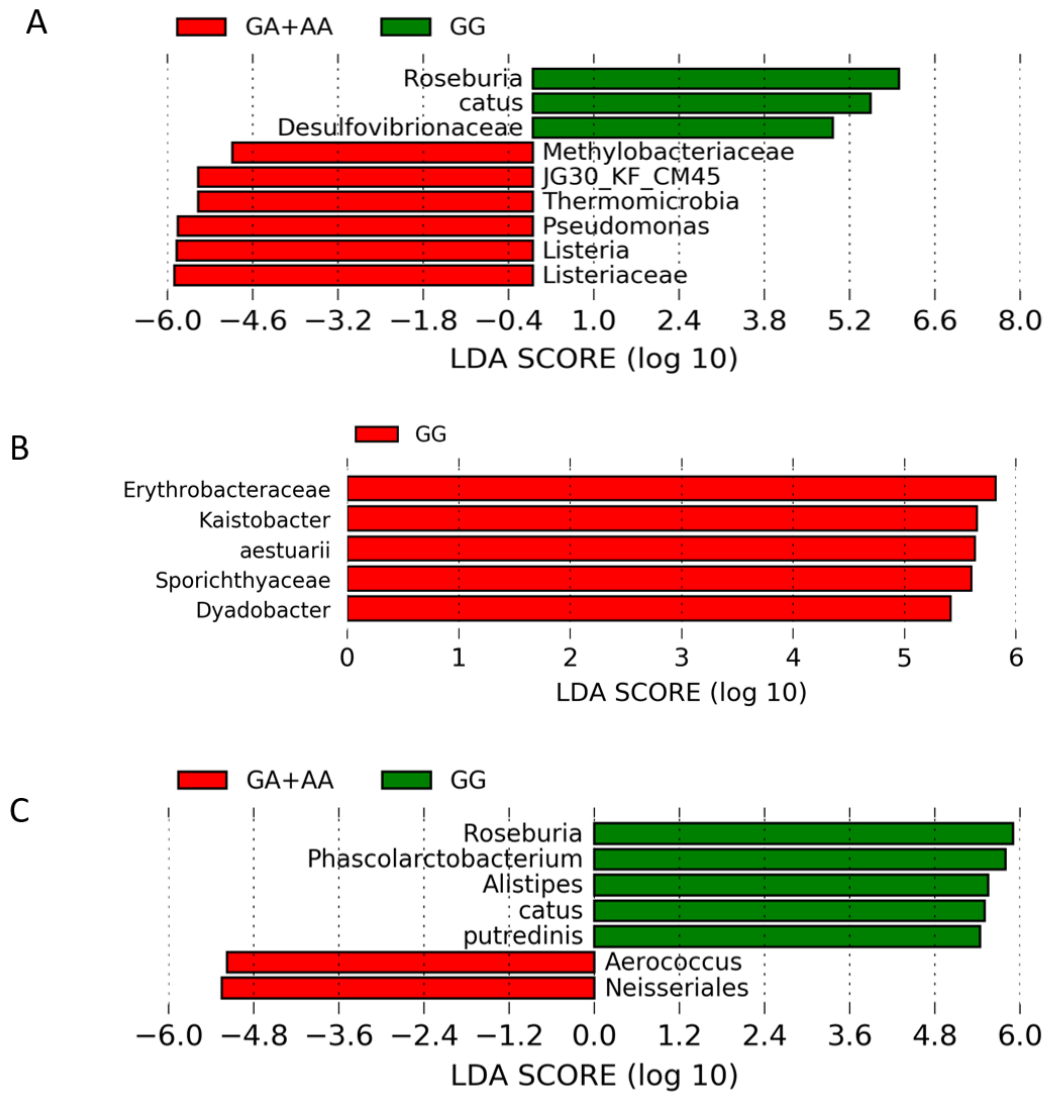 A
GA+AA GG
Roseburia
catus
Desulfovibrionaceae
Methylobacteriaceae
JG30_KF_CM45
Thermomicrobia
Pseudomonas
Listeria
Listeriaceae
−6.0 −4.6 −3.2 −1.8 −0.4 1.0 2.4 3.8 5.2 6.6 8.0
LDA SCORE (log 10)
B
GG
Erythrobacteraceae
Kaistobacter
aestuarii
Sporichthyaceae
Dyadobacter
0 1 2 3 4 5 6
LDA SCORE (log 10)
C
GA+AA GG
Roseburia
Phascolarctobacterium
Alistipes
catus
putredinis
Aerococcus
Neisseriales
−6.0 −4.8 −3.6 −2.4 −1.2 0.0 1.2 2.4 3.6 4.8 6.0
LDA SCORE (log 10)